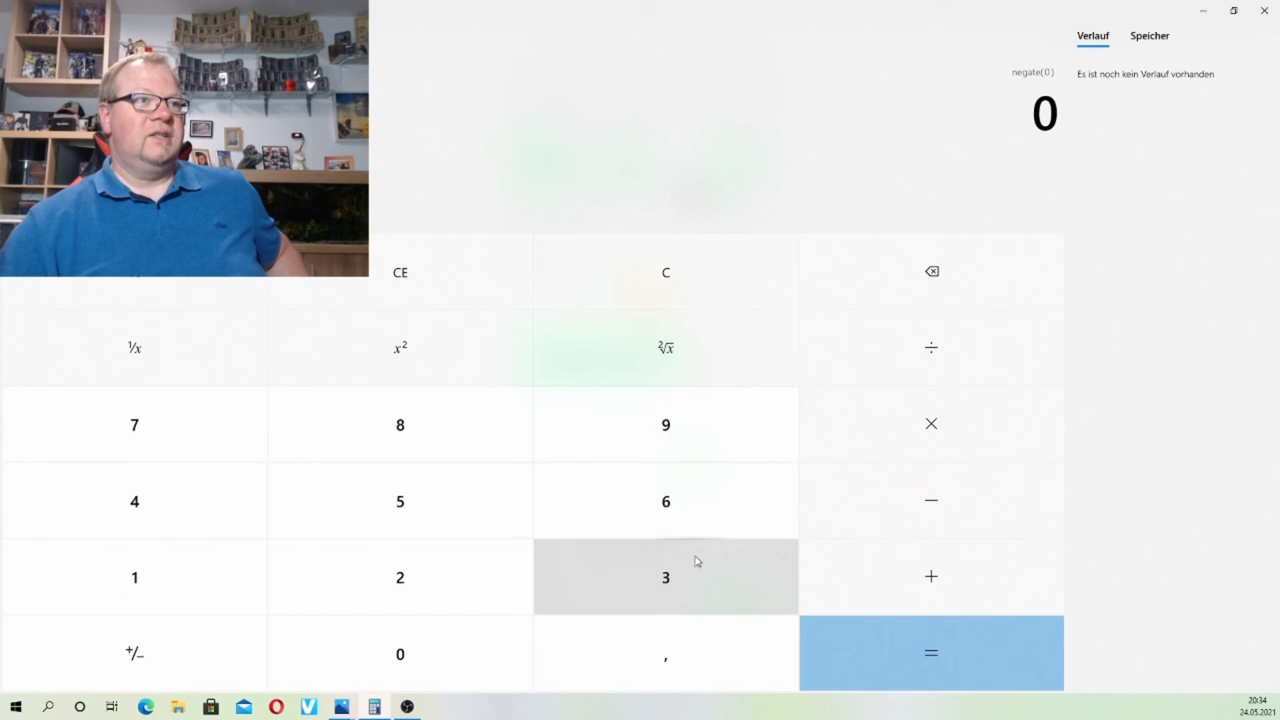 Verlauf Speicher
negate(0)
Es ist noch kein Verlauf vorhanden
0
CE C
¹/x x² ²√x ÷
7 8 9 ×
4 5 6 −
1 2 3 +
+/− 0 , =
20:34
24.05.2021